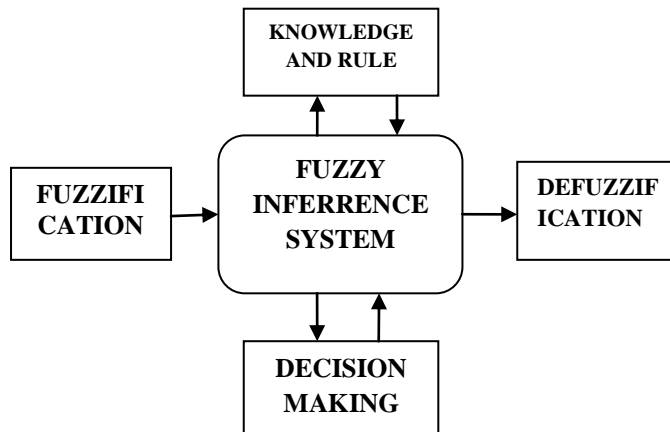 KNOWLEDGE
AND RULE
FUZZIFI
CATION
FUZZY
INFERRENCE
SYSTEM
DEFUZZIF
ICATION
DECISION
MAKING